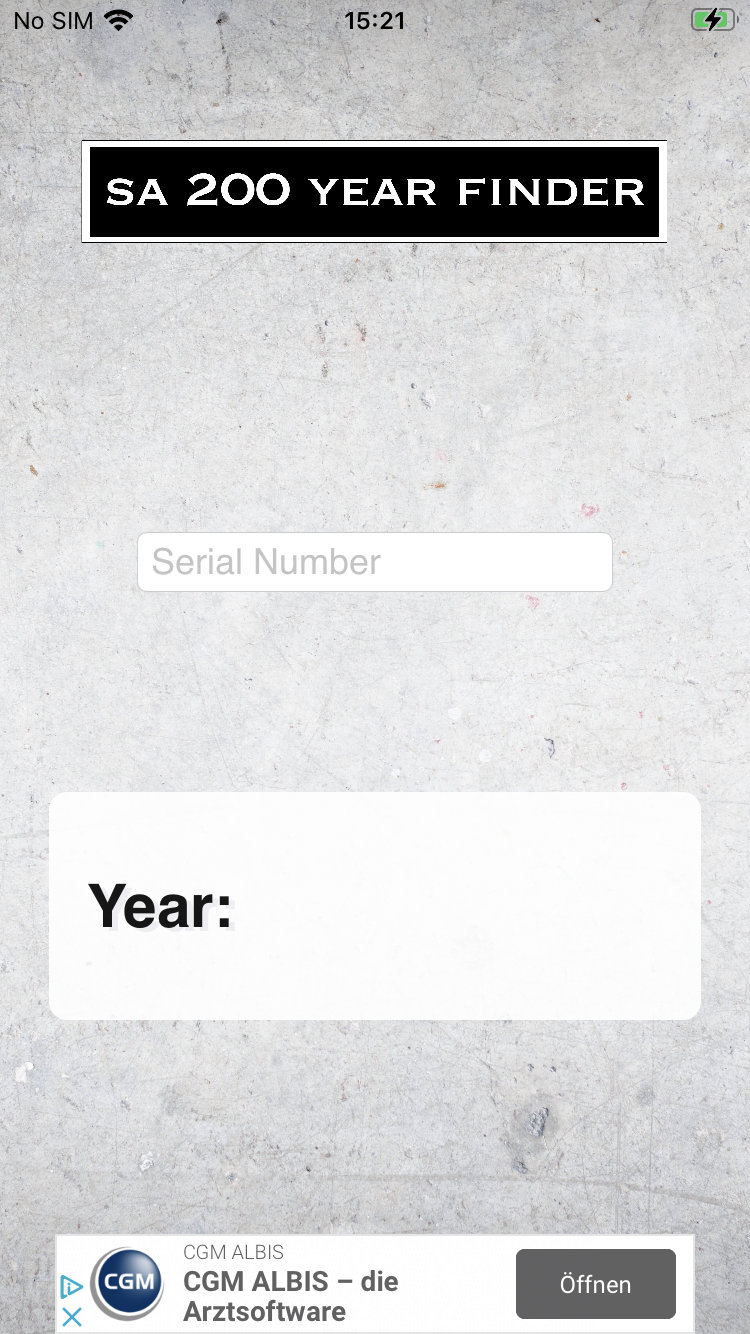 No SIM 15:21
SA 200 YEAR FINDER
Serial Number
Year:
CGM ALBIS
CGM
CGM ALBIS – die
Arztsoftware
Öffnen